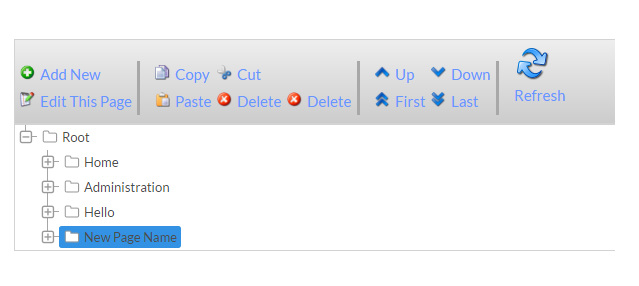 Add New Copy Cut Up Down
Edit This Page Paste Delete Delete First Last
Refresh
Root
Home
Administration
Hello
New Page Name